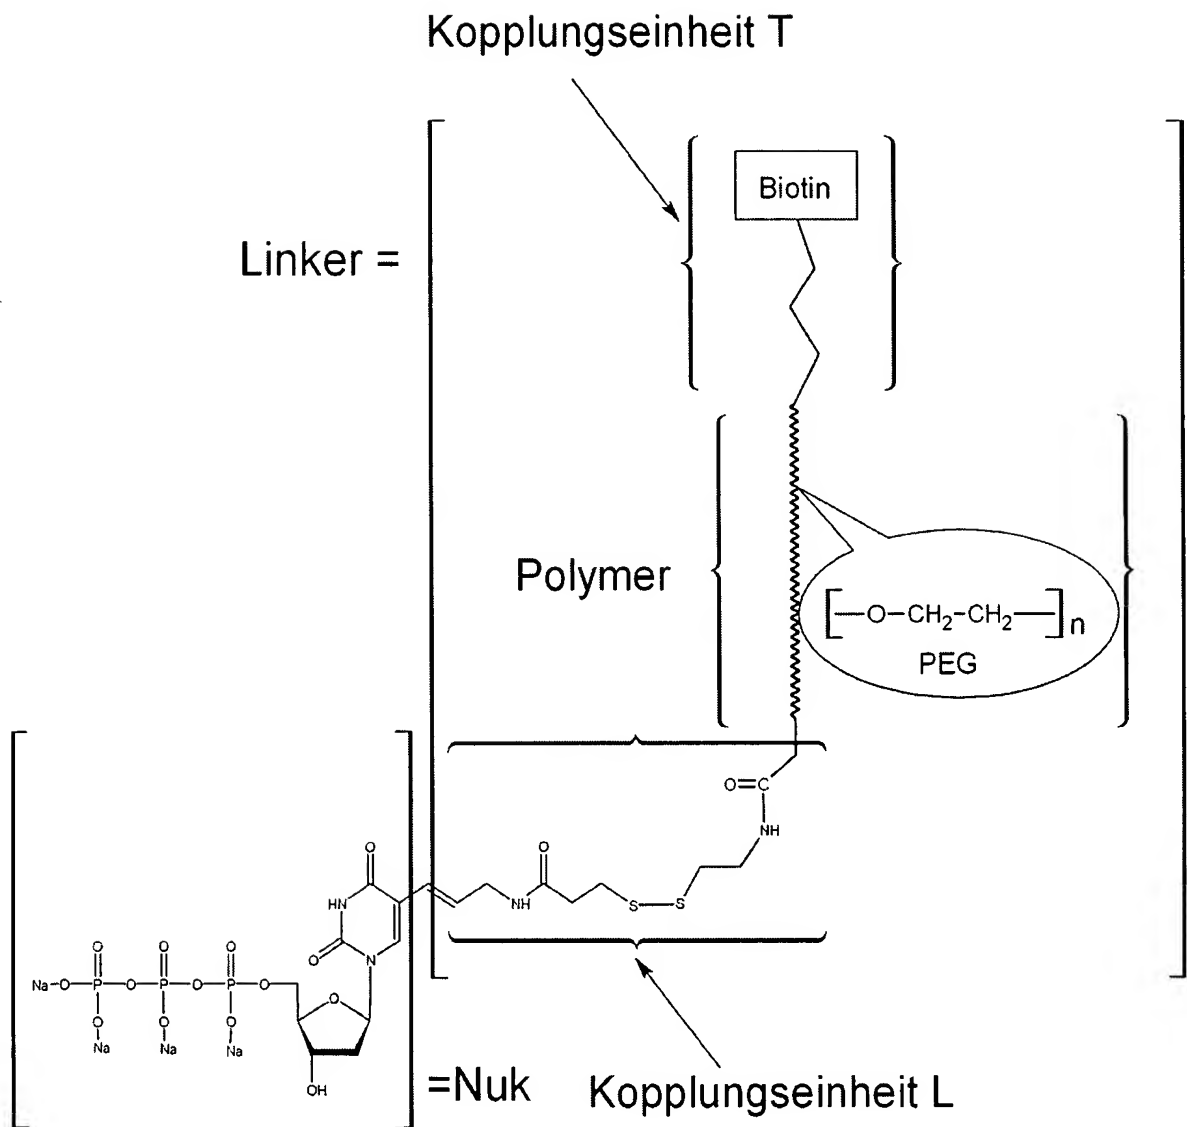 Kopplungseinheit T
Biotin
Linker =
Polymer
[—O—CH2—CH2—]n
PEG
O=C
NH
O
O
HN
NH
S—S
O
N
O O O
Na—O—P—O—P—O—P—O
O
O O O
Na Na Na
OH
=Nuk
Kopplungseinheit L